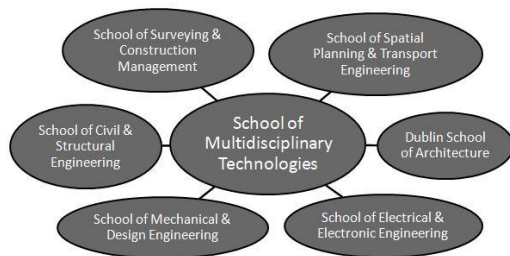 School of Surveying &
Construction
Management
School of Spatial
Planning & Transport
Engineering
School of Civil &
Structural
Engineering
School of
Multidisciplinary
Technologies
Dublin School
of Architecture
School of Mechanical &
Design Engineering
School of Electrical &
Electronic Engineering